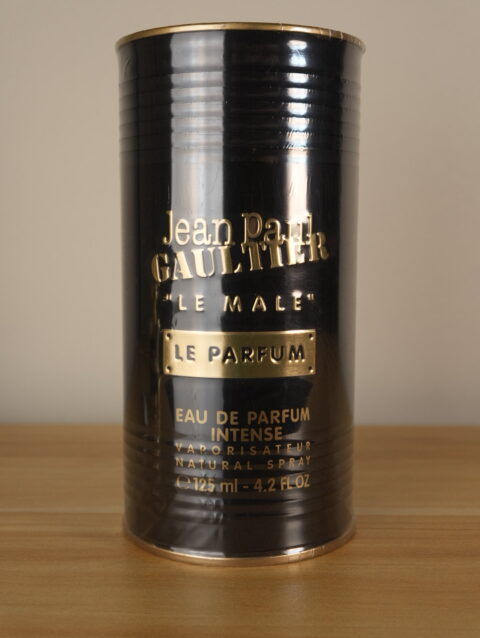 Jean Paul
GAULTIER
"LE MALE"
LE PARFUM
EAU DE PARFUM
INTENSE
VAPORISATEUR
NATURAL SPRAY
℮125 ml - 4.2 FL OZ